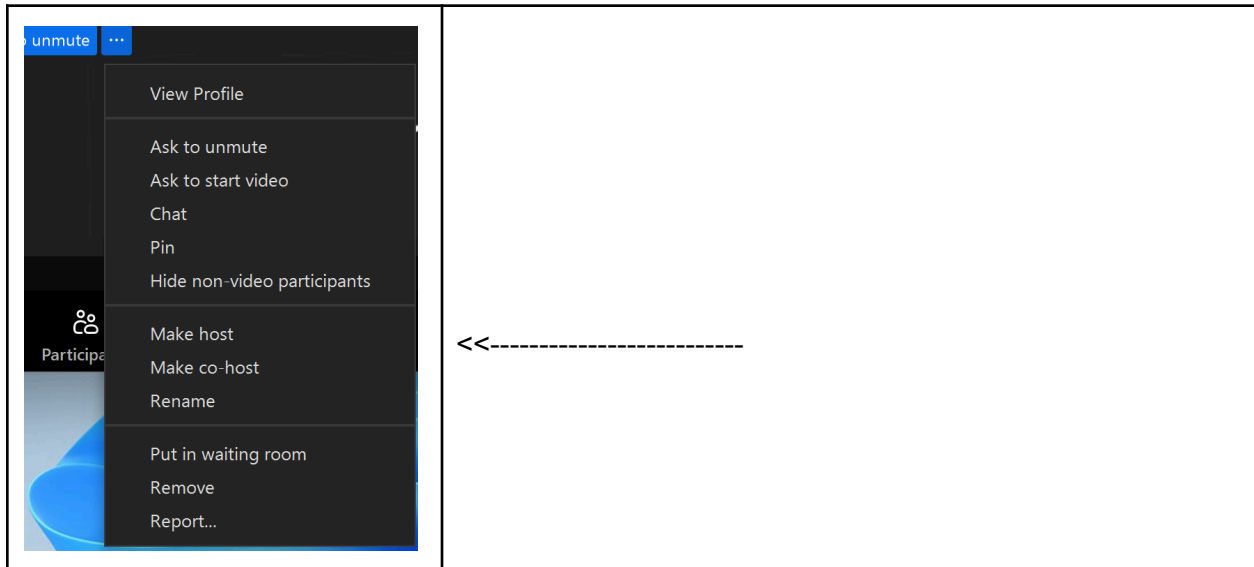 unmute ...
View Profile
Ask to unmute
Ask to start video
Chat
Pin
Hide non-video participants
Make host
<<--------------------------
Participa
Make co-host
Rename
Put in waiting room
Remove
Report...